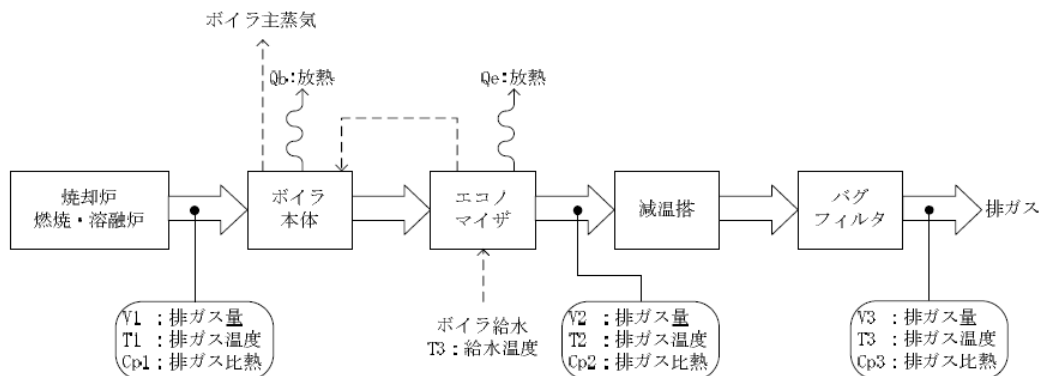 ボイラ主蒸気
Qb:放熱
Qe:放熱
焼却炉
燃焼・溶融炉
ボイラ
本体
エコノ
マイザ
減温搭
バグ
フィルタ
排ガス
V1 :排ガス量
T1 :排ガス温度
Cp1:排ガス比熱
ボイラ給水
T3:給水温度
V2 :排ガス量
T2 :排ガス温度
Cp2:排ガス比熱
V3 :排ガス量
T3 :排ガス温度
Cp3:排ガス比熱